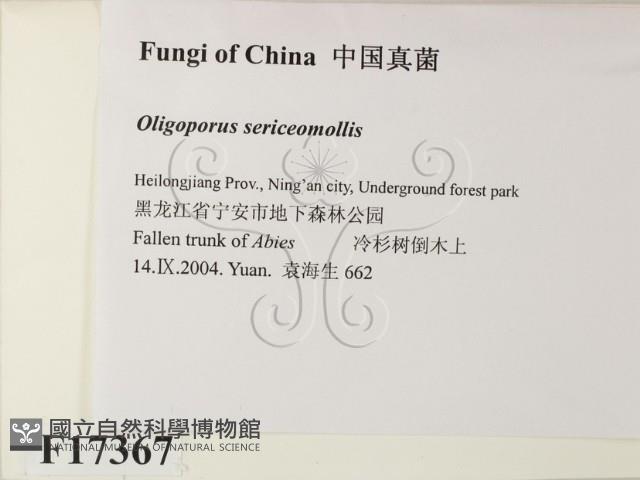 Fungi of China 中国真菌
Oligoporus sericeomollis
Heilongjiang Prov., Ning'an city, Underground forest park
黑龙江省宁安市地下森林公园
Fallen trunk of Abies 冷杉树倒木上
14.Ⅸ.2004. Yuan. 袁海生 662
國立自然科學博物館
NATIONAL MUSEUM OF NATURAL SCIENCE
F17367